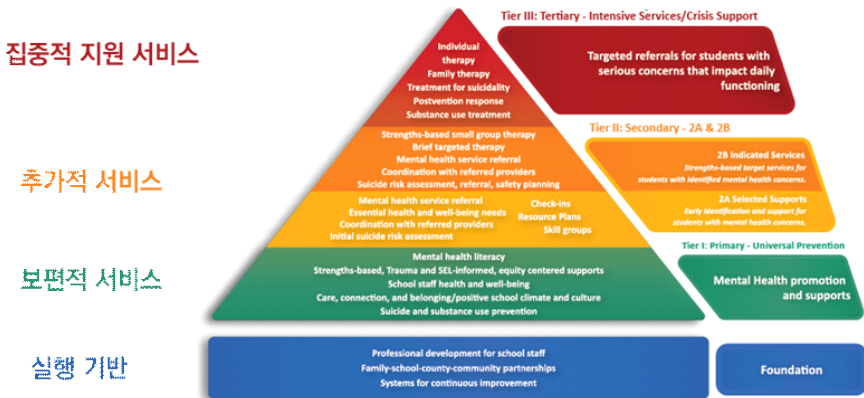 집중적 지원 서비스
Individual
therapy
Family therapy
Treatment for suicidality
Postvention response
Substance use treatment
Tier III: Tertiary - Intensive Services/Crisis Support
Targeted referrals for students with
serious concerns that impact daily
functioning
추가적 서비스
Strengths-based small group therapy
Brief targeted therapy
Mental health service referral
Coordination with referred providers
Suicide risk assessment, referral, safety planning
Tier II: Secondary - 2A & 2B
2B Indicated Services
Strengths-based target services for
students with identified mental health concerns.
Mental health service referral
Essential health and well-being needs
Coordination with referred providers
Initial suicide risk assessment
Check-ins
Resource Plans
Skill groups
2A Selected Supports
Early identification and support for
students with mental health concerns.
보편적 서비스
Mental health literacy
Strengths-based, Trauma and SEL-informed, equity centered supports
School staff health and well-being
Care, connection, and belonging/positive school climate and culture
Suicide and substance use prevention
Tier I: Primary - Universal Prevention
Mental Health promotion
and supports
실행 기반
Professional development for school staff
Family-school-county-community partnerships
Systems for continuous improvement
Foundation